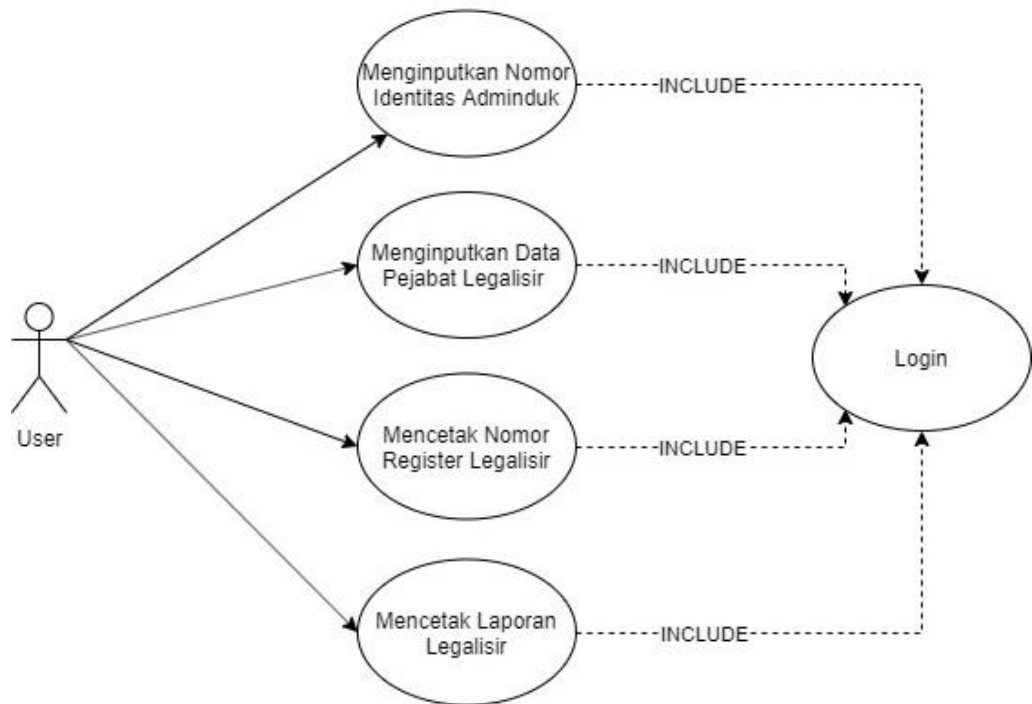 Menginputkan Nomor
Identitas Adminduk
INCLUDE
Menginputkan Data
Pejabat Legalisir
INCLUDE
Login
User
Mencetak Nomor
Register Legalisir
INCLUDE
Mencetak Laporan
Legalisir
INCLUDE